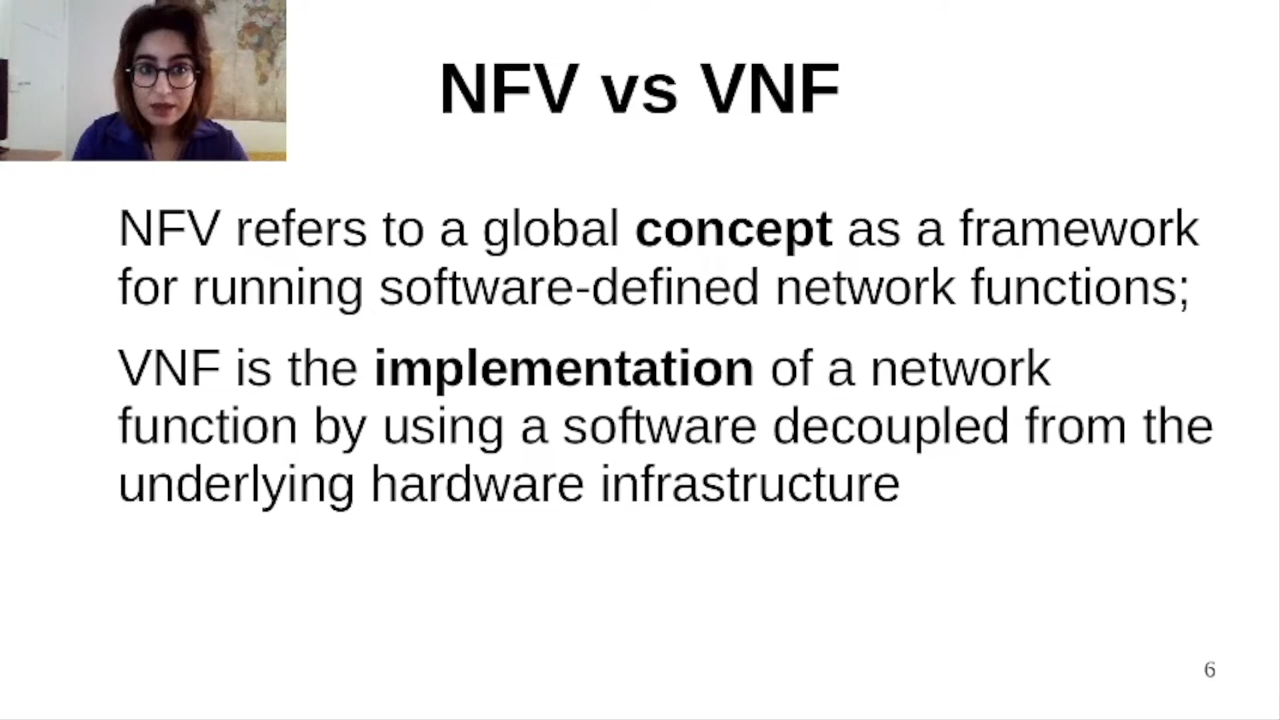 NFV vs VNF
NFV refers to a global concept as a framework
for running software-defined network functions;
VNF is the implementation of a network
function by using a software decoupled from the
underlying hardware infrastructure
6